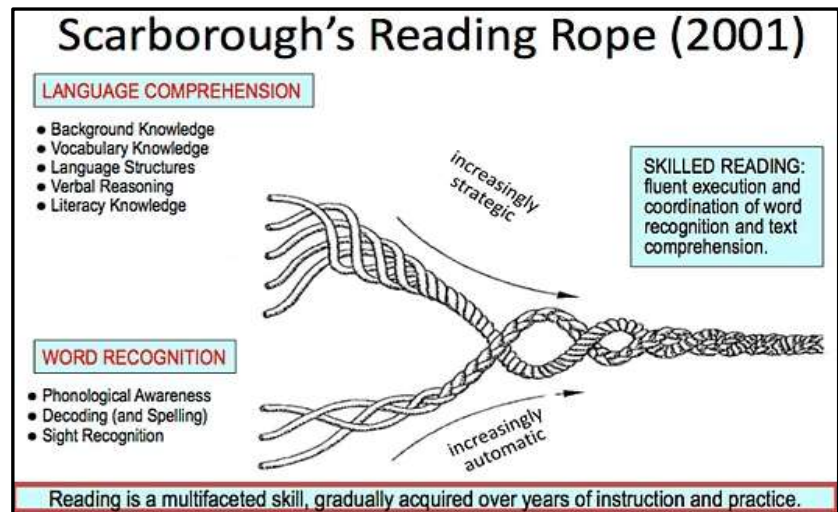 Scarborough's Reading Rope (2001)
LANGUAGE COMPREHENSION
● Background Knowledge
● Vocabulary Knowledge
● Language Structures
● Verbal Reasoning
● Literacy Knowledge
increasingly
strategic
SKILLED READING:
fluent execution and
coordination of word
recognition and text
comprehension.
WORD RECOGNITION
● Phonological Awareness
● Decoding (and Spelling)
● Sight Recognition
increasingly
automatic
Reading is a multifaceted skill, gradually acquired over years of instruction and practice.